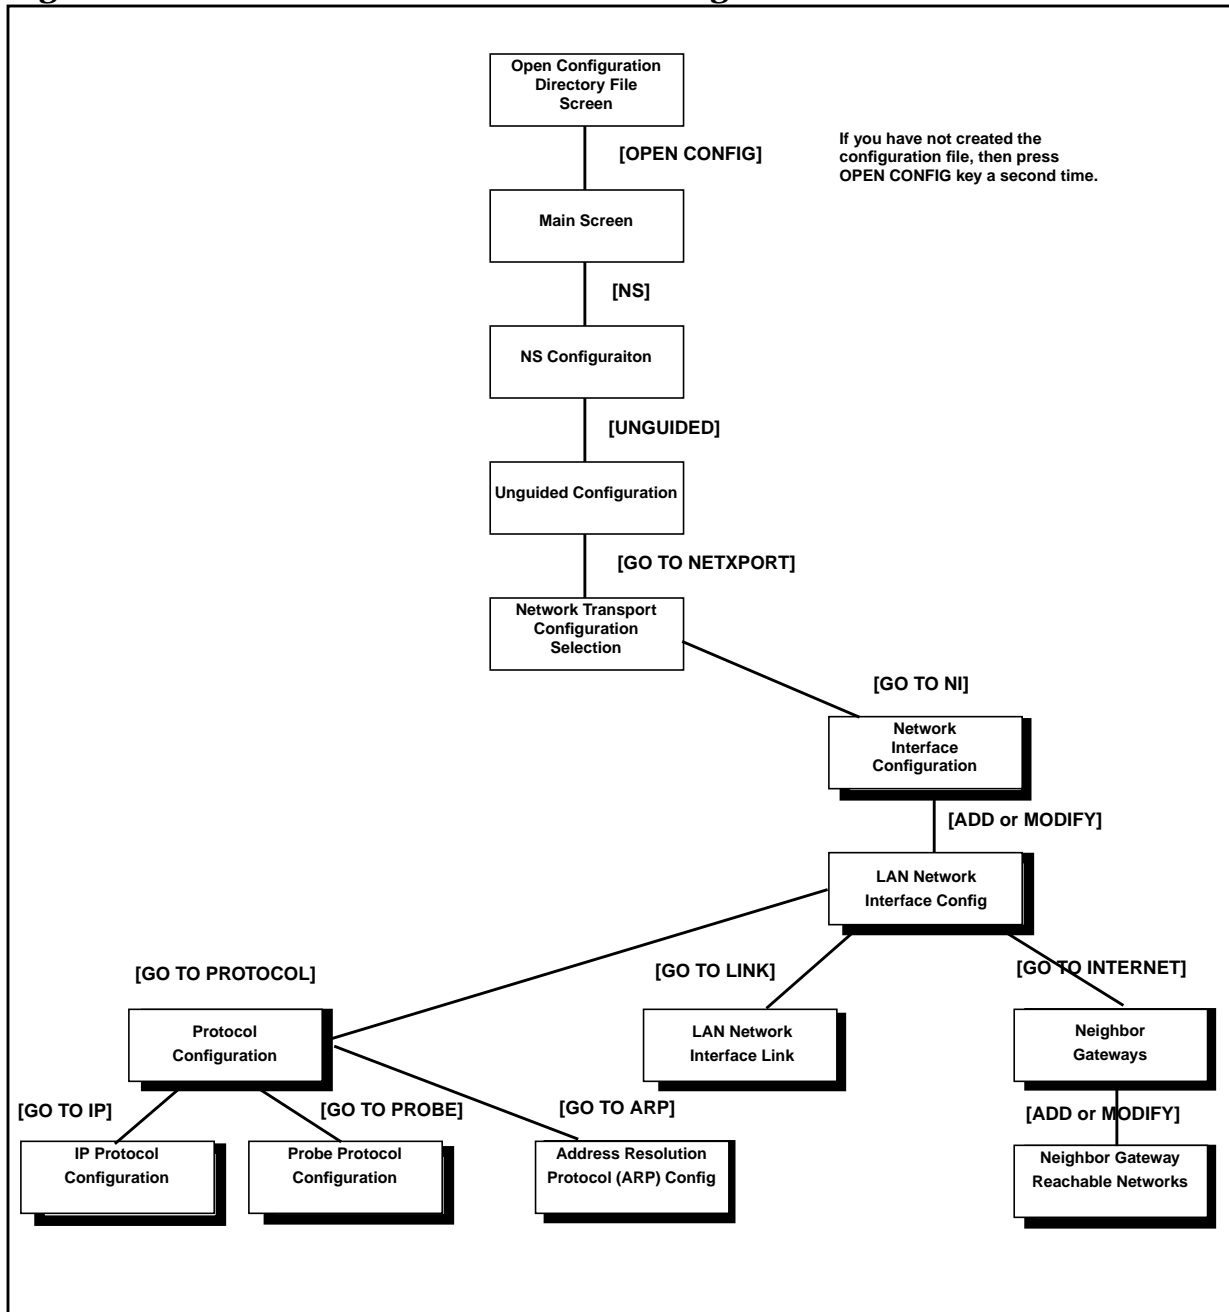 Open Configuration
Directory File
Screen
[OPEN CONFIG]
If you have not created the
configuration file, then press
OPEN CONFIG key a second time.
Main Screen
[NS]
NS Configuraiton
[UNGUIDED]
Unguided Configuration
[GO TO NETXPORT]
Network Transport
Configuration
Selection
[GO TO NI]
Network
Interface
Configuration
[ADD or MODIFY]
LAN Network
Interface Config
[GO TO PROTOCOL]
[GO TO LINK]
[GO TO INTERNET]
Protocol
Configuration
LAN Network
Interface Link
Neighbor
Gateways
[GO TO IP]
[GO TO PROBE]
[GO TO ARP]
[ADD or MODIFY]
IP Protocol
Configuration
Probe Protocol
Configuration
Address Resolution
Protocol (ARP) Config
Neighbor Gateway
Reachable Networks